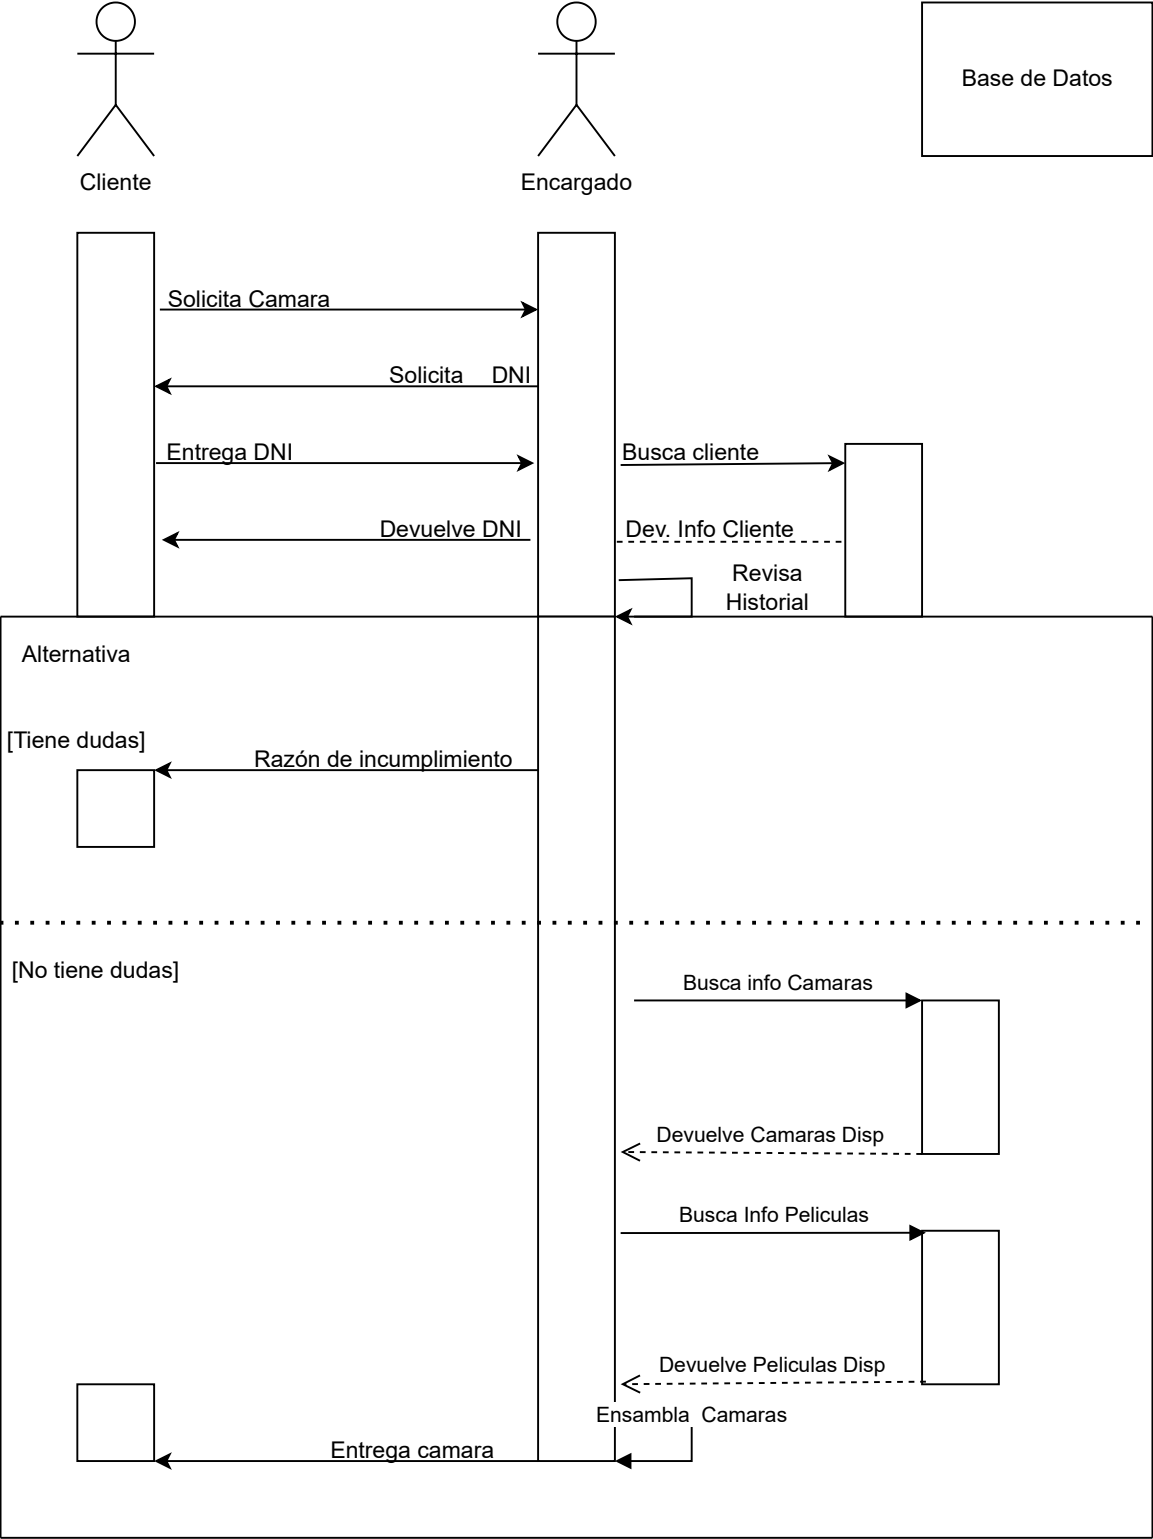 Base de Datos
Cliente
Encargado
Solicita Camara
Solicita DNI
Entrega DNI
Busca cliente
Devuelve DNI
Dev. Info Cliente
Revisa
Historial
Alternativa
[Tiene dudas]
Razón de incumplimiento
[No tiene dudas]
Busca info Camaras
Devuelve Camaras Disp
Busca Info Peliculas
Devuelve Peliculas Disp
Ensambla Camaras
Entrega camara